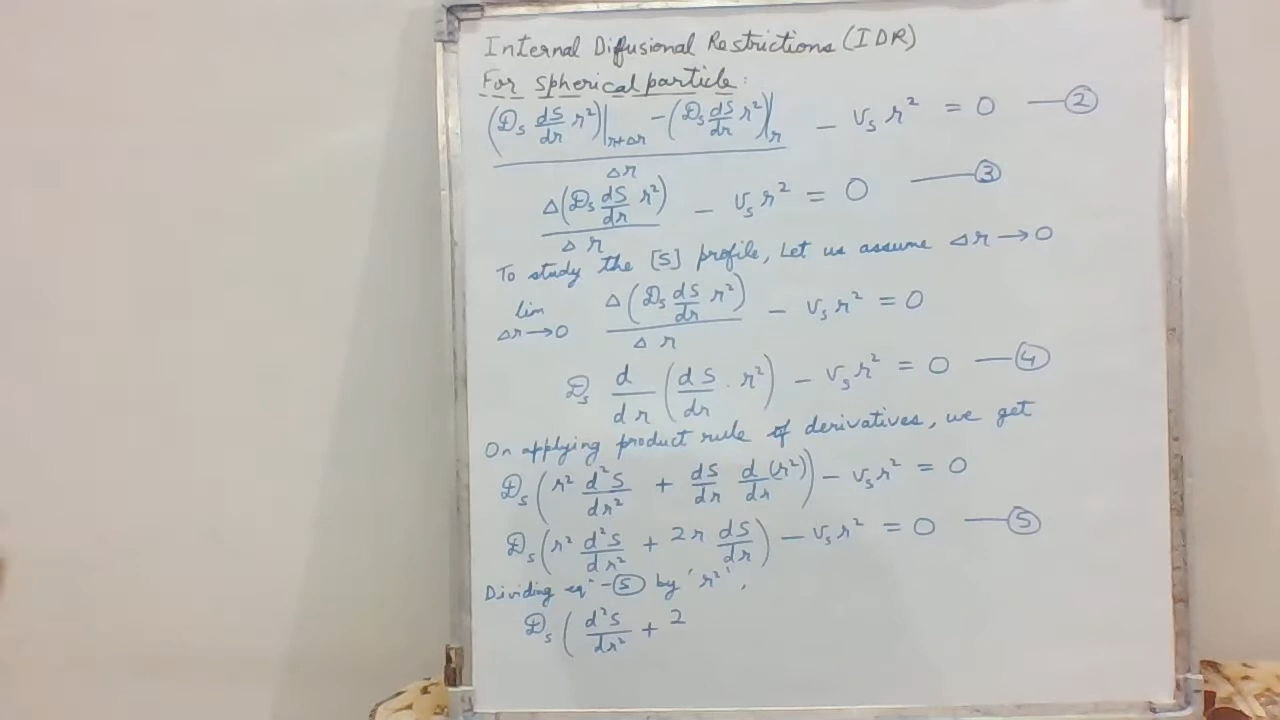 Internal Diffusional Restrictions (IDR)
For Spherical particle:
((𝒟s dS/dr r²)|r+Δr − (𝒟s dS/dr r²)|r)/Δr − vs r² = 0 —②
Δ(𝒟s dS/dr r²)/Δr − vs r² = 0 —③
To study the [S] profile, Let us assume Δr → 0
lim Δr→0 Δ(𝒟s dS/dr r²)/Δr − vs r² = 0
𝒟s d/dr (dS/dr · r²) − vs r² = 0 —④
On applying product rule of derivatives, we get
𝒟s (r² d²S/dr² + dS/dr d/dr (r²)) − vs r² = 0
𝒟s (r² d²S/dr² + 2r dS/dr) − vs r² = 0 —⑤
Dividing eqⁿ-⑤ by 'r²',
𝒟s (d²S/dr² + 2